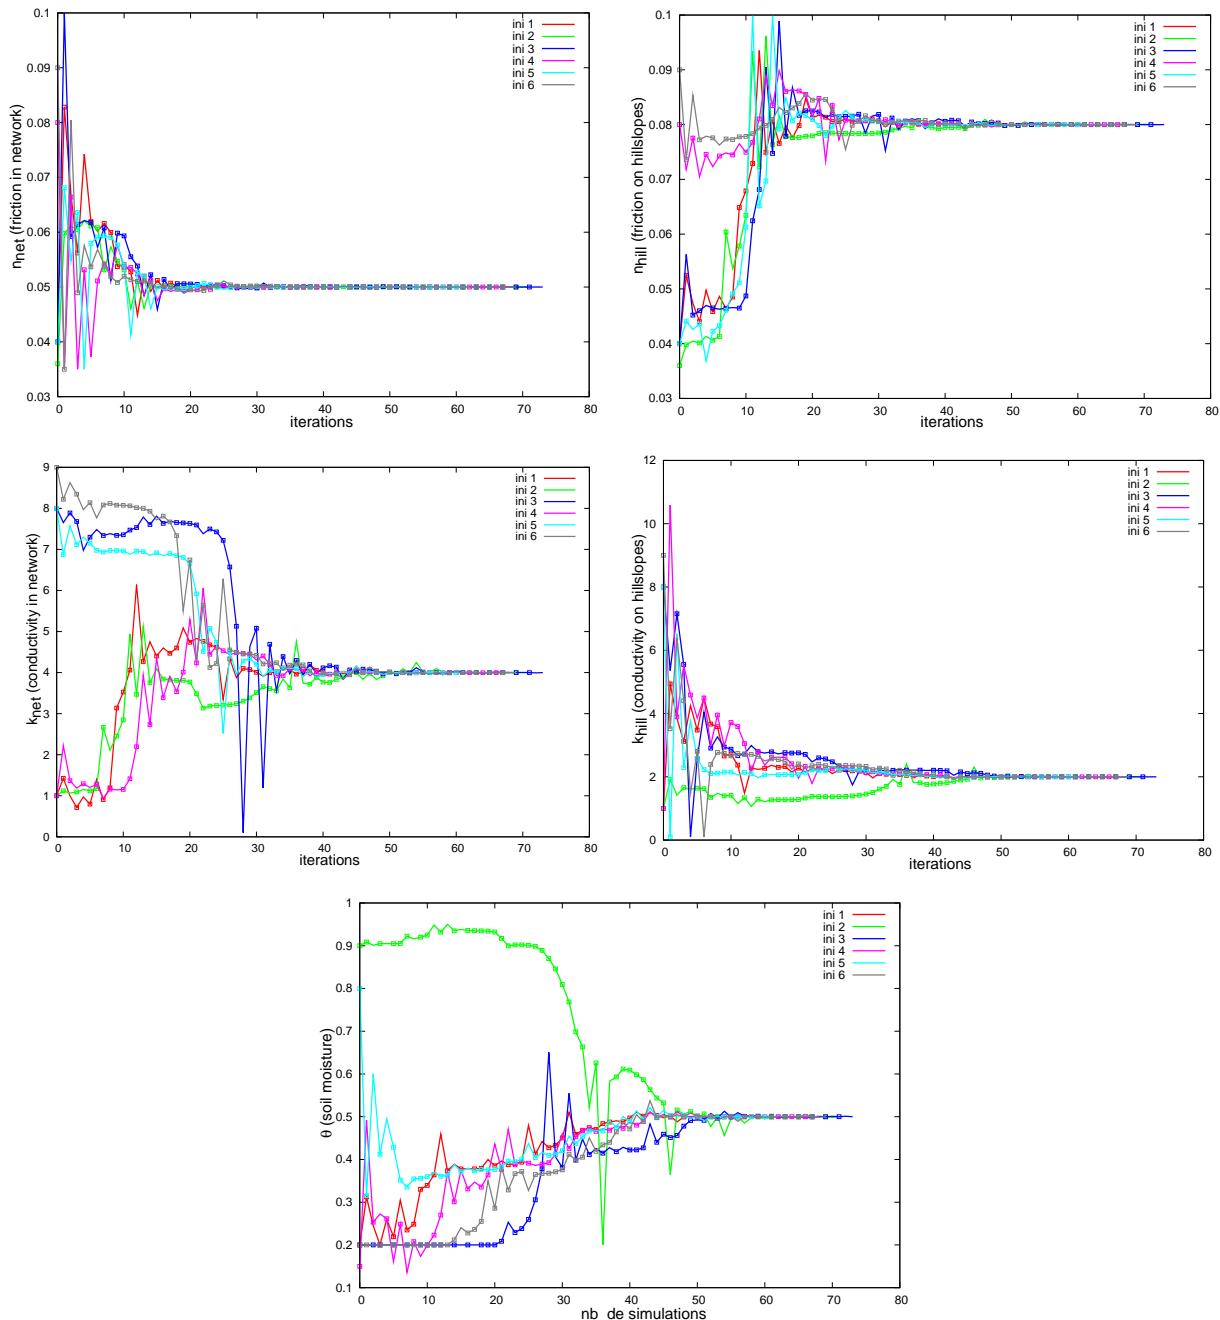 0.1
0.09
0.08
0.07
0.06
0.05
0.04
0.03
n_net (friction in network)
0 10 20 30 40 50 60 70 80
iterations
ini 1
ini 2
ini 3
ini 4
ini 5
ini 6
0.1
0.09
0.08
0.07
0.06
0.05
0.04
0.03
n_hill (friction on hillslopes)
0 10 20 30 40 50 60 70 80
iterations
ini 1
ini 2
ini 3
ini 4
ini 5
ini 6
9
8
7
6
5
4
3
2
1
0
k_net (conductivity in network)
0 10 20 30 40 50 60 70 80
iterations
ini 1
ini 2
ini 3
ini 4
ini 5
ini 6
12
10
8
6
4
2
0
k_hill (conductivity on hillslopes)
0 10 20 30 40 50 60 70 80
iterations
ini 1
ini 2
ini 3
ini 4
ini 5
ini 6
1
0.9
0.8
0.7
0.6
0.5
0.4
0.3
0.2
0.1
θ (soil moisture)
0 10 20 30 40 50 60 70 80
nb de simulations
ini 1
ini 2
ini 3
ini 4
ini 5
ini 6